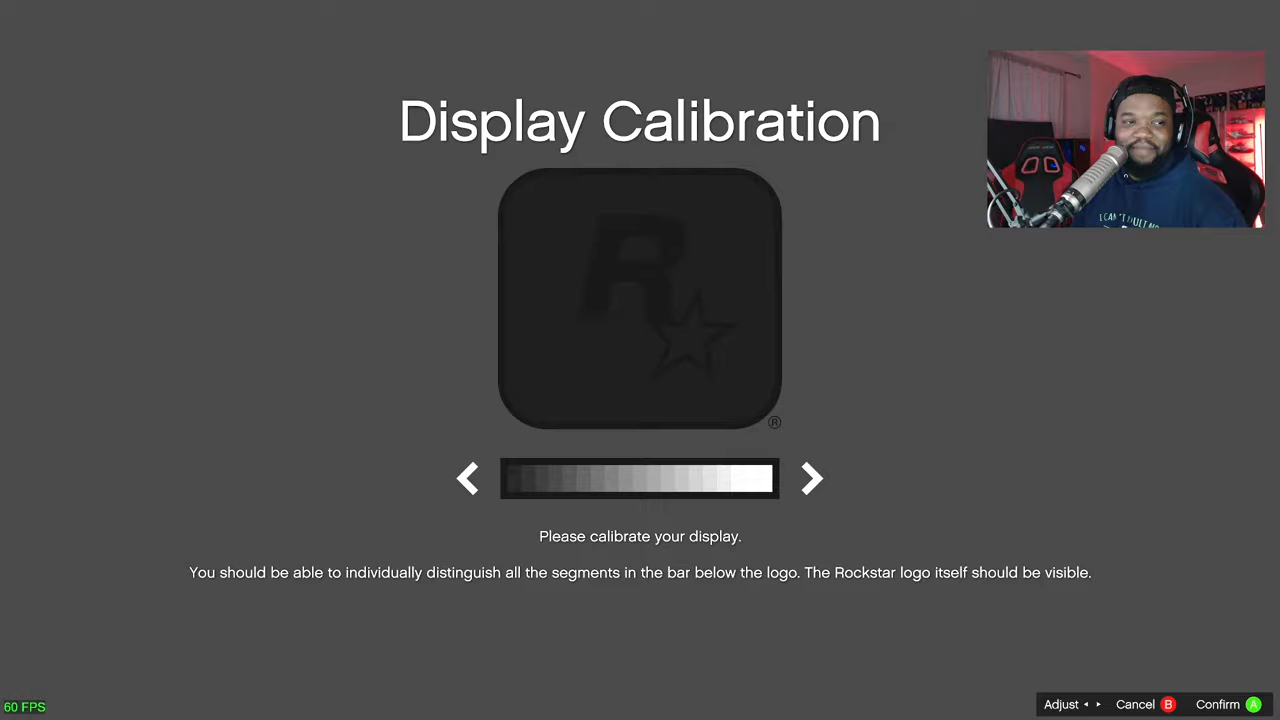 Display Calibration
R
®
Please calibrate your display.
You should be able to individually distinguish all the segments in the bar below the logo. The Rockstar logo itself should be visible.
I CAN'T
60 FPS
Adjust Cancel B Confirm A